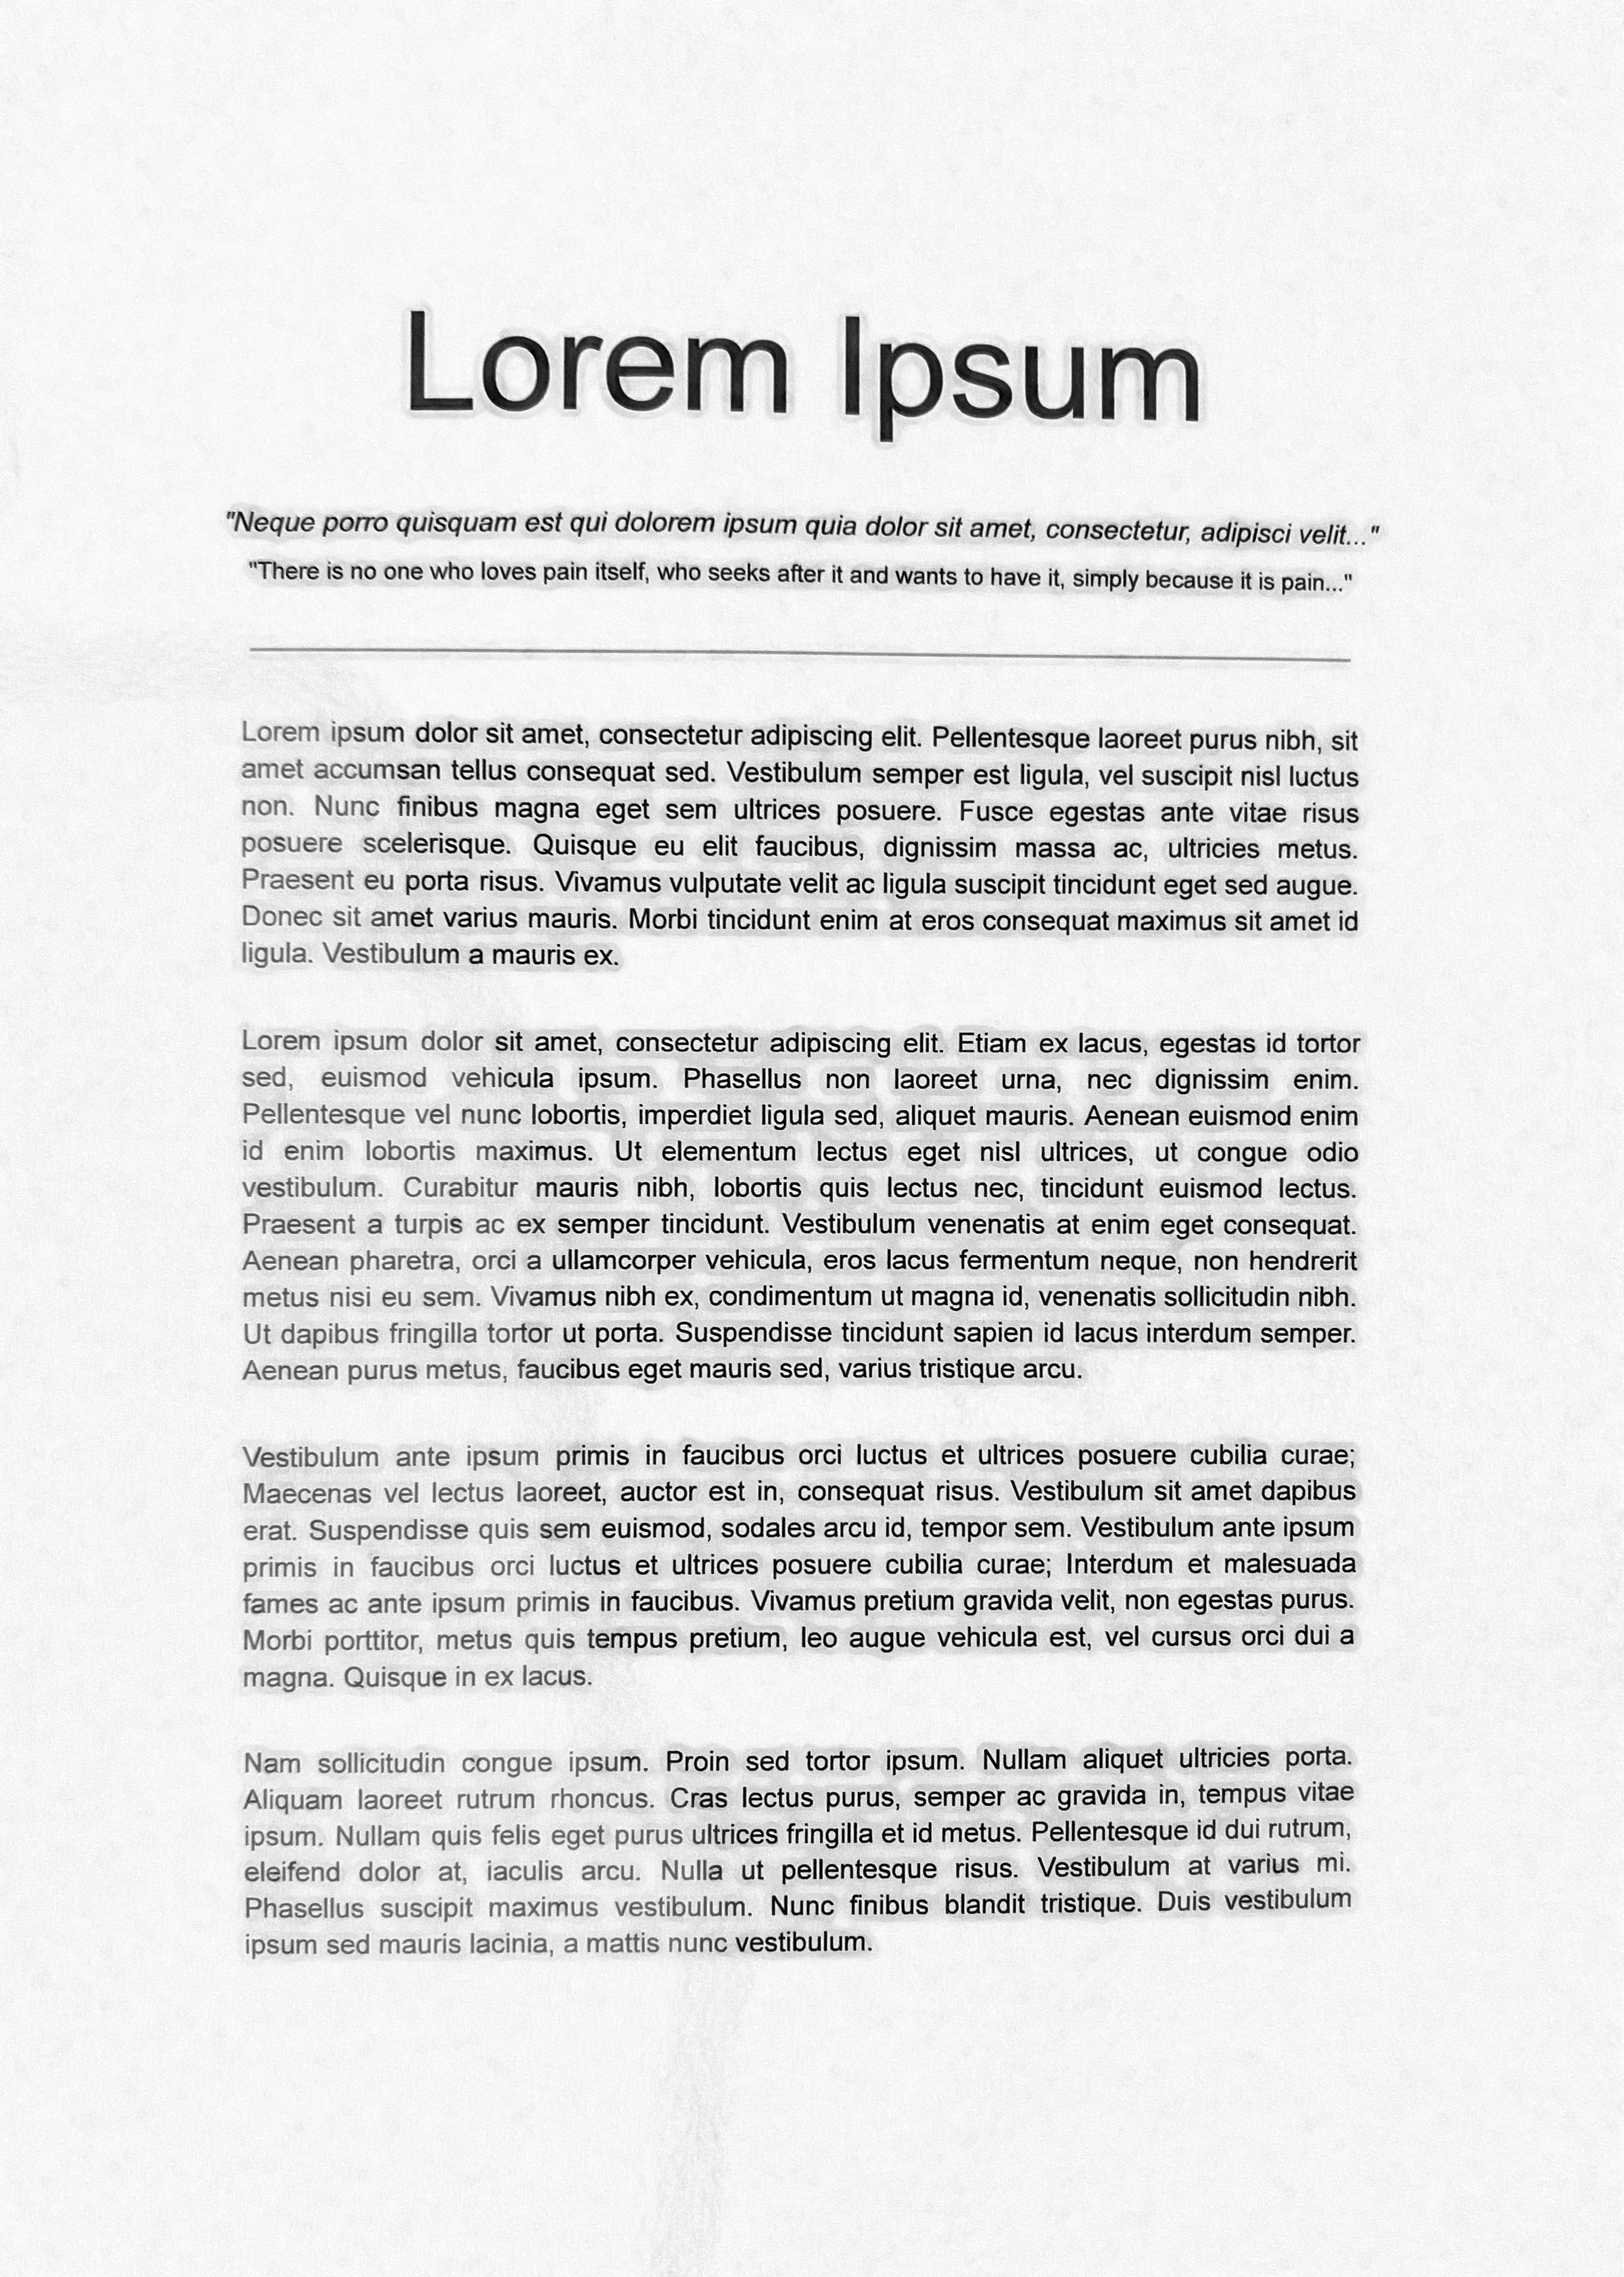 Lorem Ipsum
"Neque porro quisquam est qui dolorem ipsum quia dolor sit amet, consectetur, adipisci velit..."
"There is no one who loves pain itself, who seeks after it and wants to have it, simply because it is pain..."
Lorem ipsum dolor sit amet, consectetur adipiscing elit. Pellentesque laoreet purus nibh, sit
amet accumsan tellus consequat sed. Vestibulum semper est ligula, vel suscipit nisl luctus
non. Nunc finibus magna eget sem ultrices posuere. Fusce egestas ante vitae risus
posuere scelerisque. Quisque eu elit faucibus, dignissim massa ac, ultricies metus.
Praesent eu porta risus. Vivamus vulputate velit ac ligula suscipit tincidunt eget sed augue.
Donec sit amet varius mauris. Morbi tincidunt enim at eros consequat maximus sit amet id
ligula. Vestibulum a mauris ex.
Lorem ipsum dolor sit amet, consectetur adipiscing elit. Etiam ex lacus, egestas id tortor
sed, euismod vehicula ipsum. Phasellus non laoreet urna, nec dignissim enim.
Pellentesque vel nunc lobortis, imperdiet ligula sed, aliquet mauris. Aenean euismod enim
id enim lobortis maximus. Ut elementum lectus eget nisl ultrices, ut congue odio
vestibulum. Curabitur mauris nibh, lobortis quis lectus nec, tincidunt euismod lectus.
Praesent a turpis ac ex semper tincidunt. Vestibulum venenatis at enim eget consequat.
Aenean pharetra, orci a ullamcorper vehicula, eros lacus fermentum neque, non hendrerit
metus nisi eu sem. Vivamus nibh ex, condimentum ut magna id, venenatis sollicitudin nibh.
Ut dapibus fringilla tortor ut porta. Suspendisse tincidunt sapien id lacus interdum semper.
Aenean purus metus, faucibus eget mauris sed, varius tristique arcu.
Vestibulum ante ipsum primis in faucibus orci luctus et ultrices posuere cubilia curae;
Maecenas vel lectus laoreet, auctor est in, consequat risus. Vestibulum sit amet dapibus
erat. Suspendisse quis sem euismod, sodales arcu id, tempor sem. Vestibulum ante ipsum
primis in faucibus orci luctus et ultrices posuere cubilia curae; Interdum et malesuada
fames ac ante ipsum primis in faucibus. Vivamus pretium gravida velit, non egestas purus.
Morbi porttitor, metus quis tempus pretium, leo augue vehicula est, vel cursus orci dui a
magna. Quisque in ex lacus.
Nam sollicitudin congue ipsum. Proin sed tortor ipsum. Nullam aliquet ultricies porta.
Aliquam laoreet rutrum rhoncus. Cras lectus purus, semper ac gravida in, tempus vitae
ipsum. Nullam quis felis eget purus ultrices fringilla et id metus. Pellentesque id dui rutrum,
eleifend dolor at, iaculis arcu. Nulla ut pellentesque risus. Vestibulum at varius mi.
Phasellus suscipit maximus vestibulum. Nunc finibus blandit tristique. Duis vestibulum
ipsum sed mauris lacinia, a mattis nunc vestibulum.